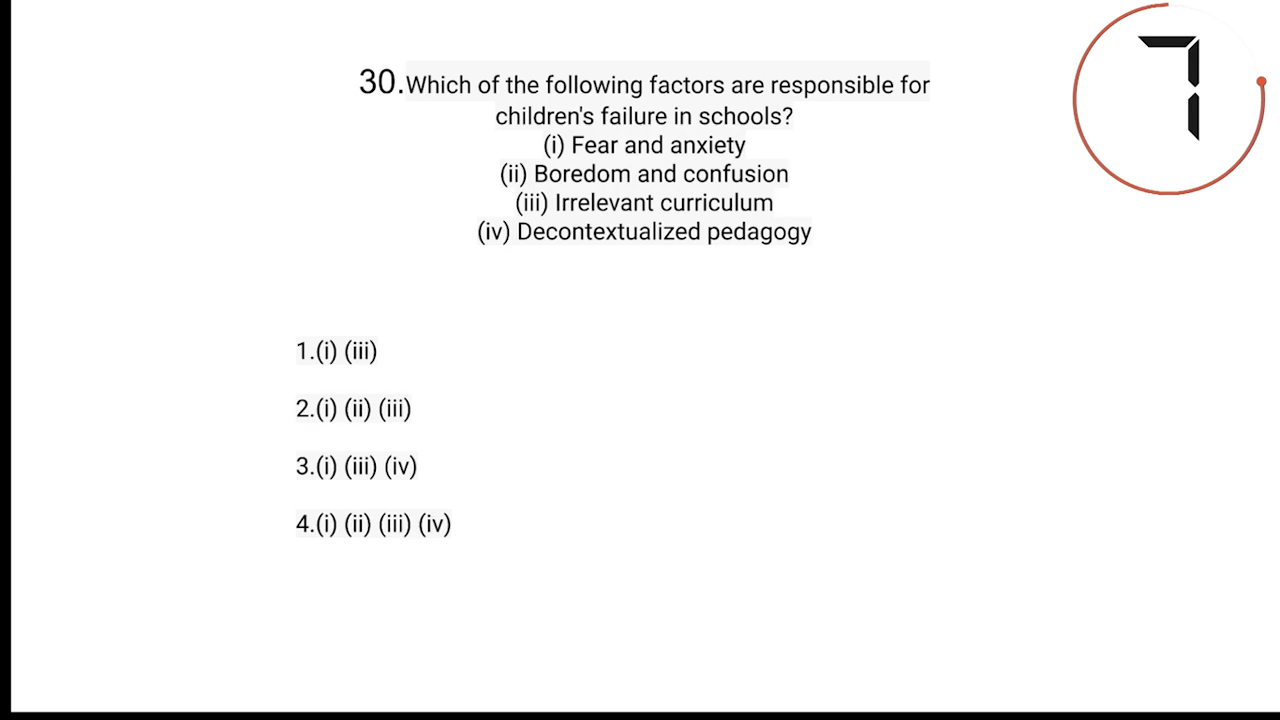 30.Which of the following factors are responsible for
children's failure in schools?
(i) Fear and anxiety
(ii) Boredom and confusion
(iii) Irrelevant curriculum
(iv) Decontextualized pedagogy
1.(i) (iii)
2.(i) (ii) (iii)
3.(i) (iii) (iv)
4.(i) (ii) (iii) (iv)
7